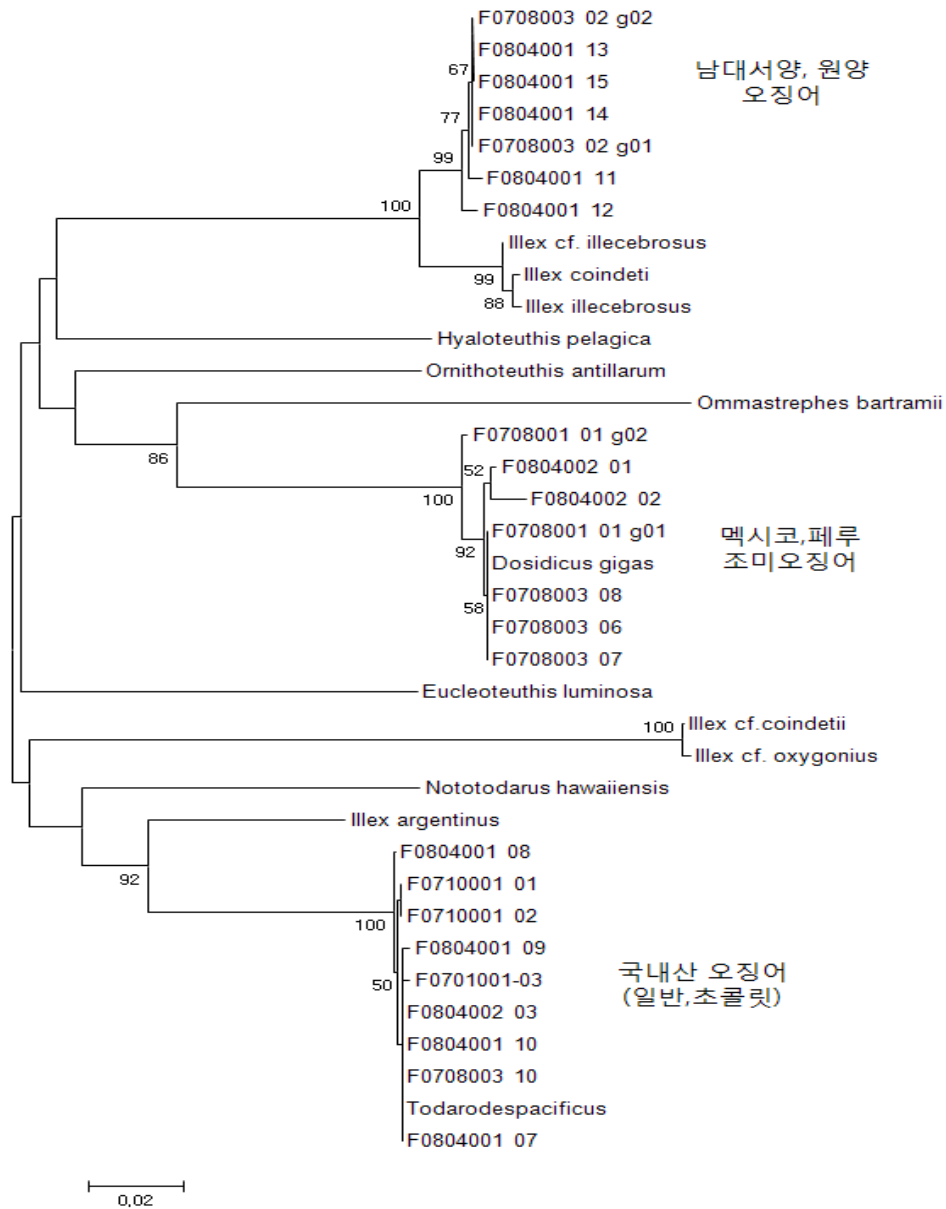 F0708003 02 g02
F0804001 13
67
F0804001 15
남대서양, 원양
오징어
F0804001 14
77
F0708003 02 g01
99
F0804001 11
100
F0804001 12
Illex cf. illecebrosus
99
Illex coindeti
88
Illex illecebrosus
Hyaloteuthis pelagica
Ornithoteuthis antillarum
Ommastrephes bartramii
86
F0708001 01 g02
52
F0804002 01
100
F0804002 02
F0708001 01 g01
멕시코,페루
조미오징어
92
Dosidicus gigas
F0708003 08
58
F0708003 06
F0708003 07
Eucleoteuthis luminosa
100
Illex cf.coindetii
Illex cf. oxygonius
Nototodarus hawaiiensis
Illex argentinus
92
F0804001 08
F0710001 01
100
F0710001 02
F0804001 09
50
F0701001-03
국내산 오징어
(일반,초콜릿)
F0804002 03
F0804001 10
F0708003 10
Todarodespacificus
F0804001 07
0,02